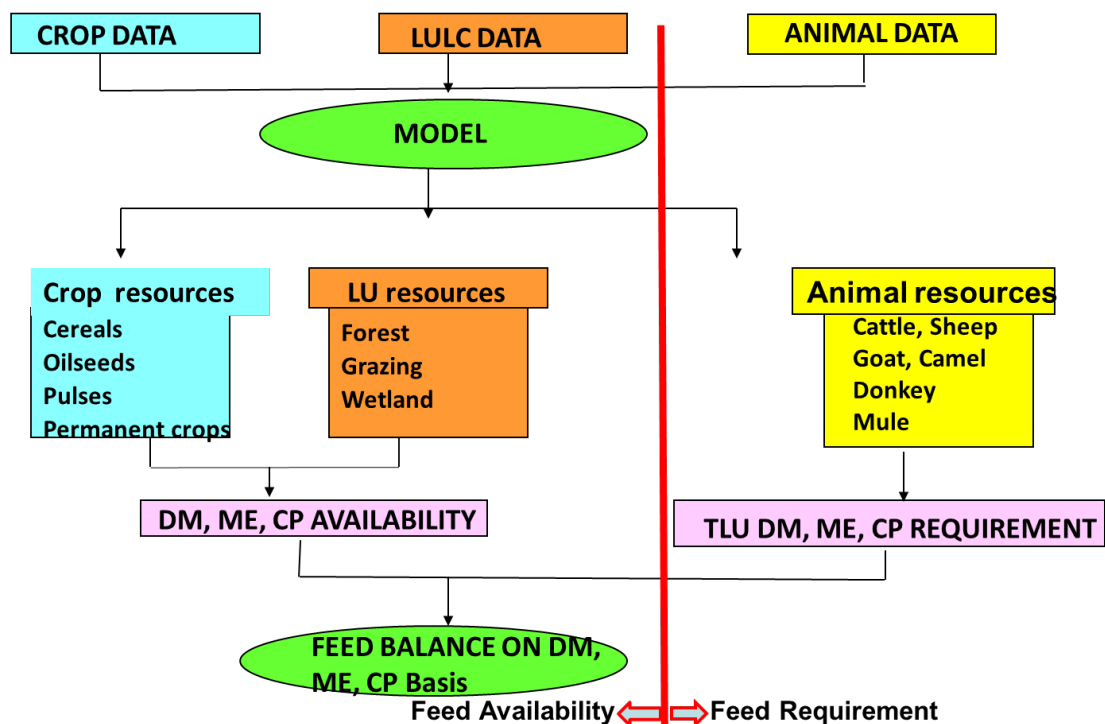 CROP DATA
LULC DATA
ANIMAL DATA
MODEL
Crop resources
Cereals
Oilseeds
Pulses
Permanent crops
LU resources
Forest
Grazing
Wetland
Animal resources
Cattle, Sheep
Goat, Camel
Donkey
Mule
DM, ME, CP AVAILABILITY
TLU DM, ME, CP REQUIREMENT
FEED BALANCE ON DM,
ME, CP Basis
Feed Availability
Feed Requirement